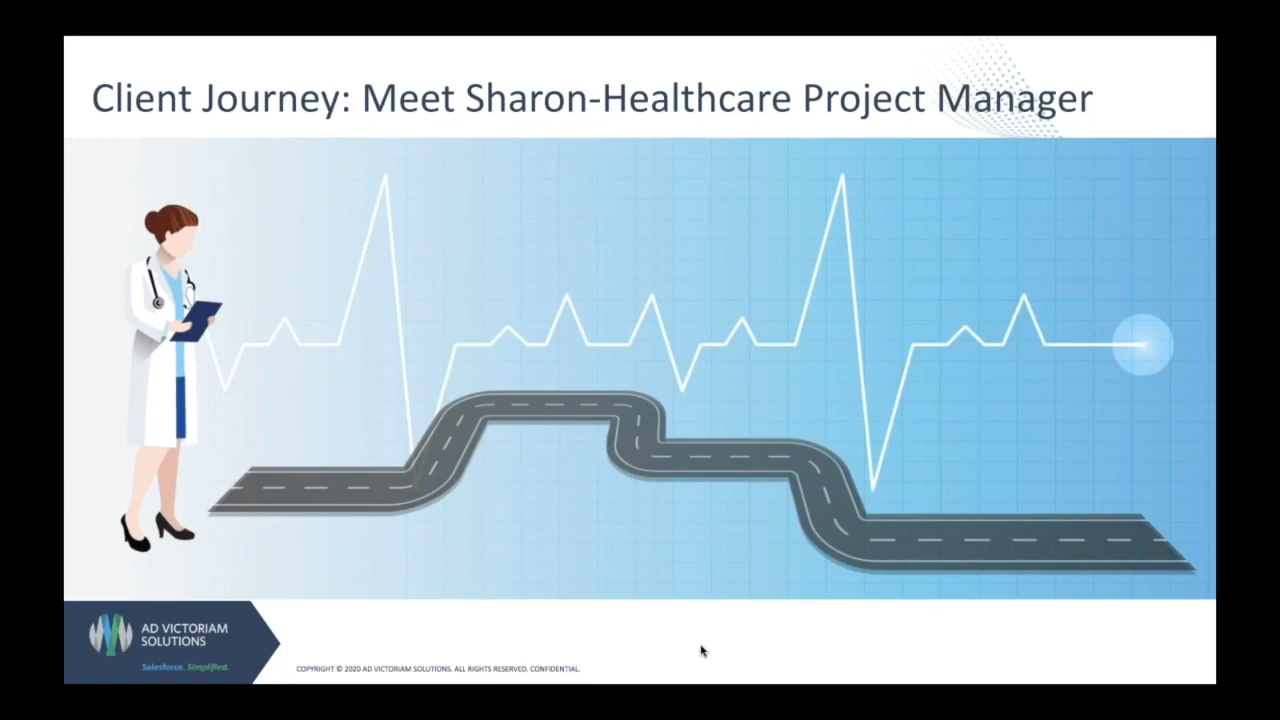 Client Journey: Meet Sharon-Healthcare Project Manager
AD VICTORIAM
SOLUTIONS
Salesforce. Simplified.
COPYRIGHT © 2020 AD VICTORIAM SOLUTIONS. ALL RIGHTS RESERVED. CONFIDENTIAL.